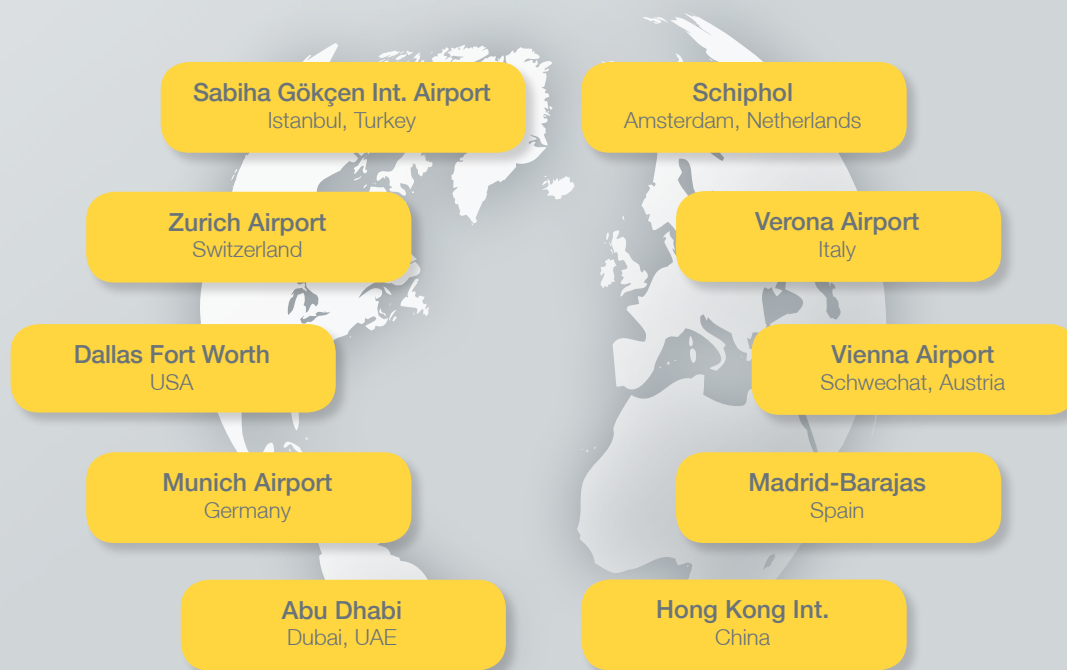 Sabiha Gökçen Int. Airport
Istanbul, Turkey
Schiphol
Amsterdam, Netherlands
Zurich Airport
Switzerland
Verona Airport
Italy
Dallas Fort Worth
USA
Vienna Airport
Schwechat, Austria
Munich Airport
Germany
Madrid-Barajas
Spain
Abu Dhabi
Dubai, UAE
Hong Kong Int.
China